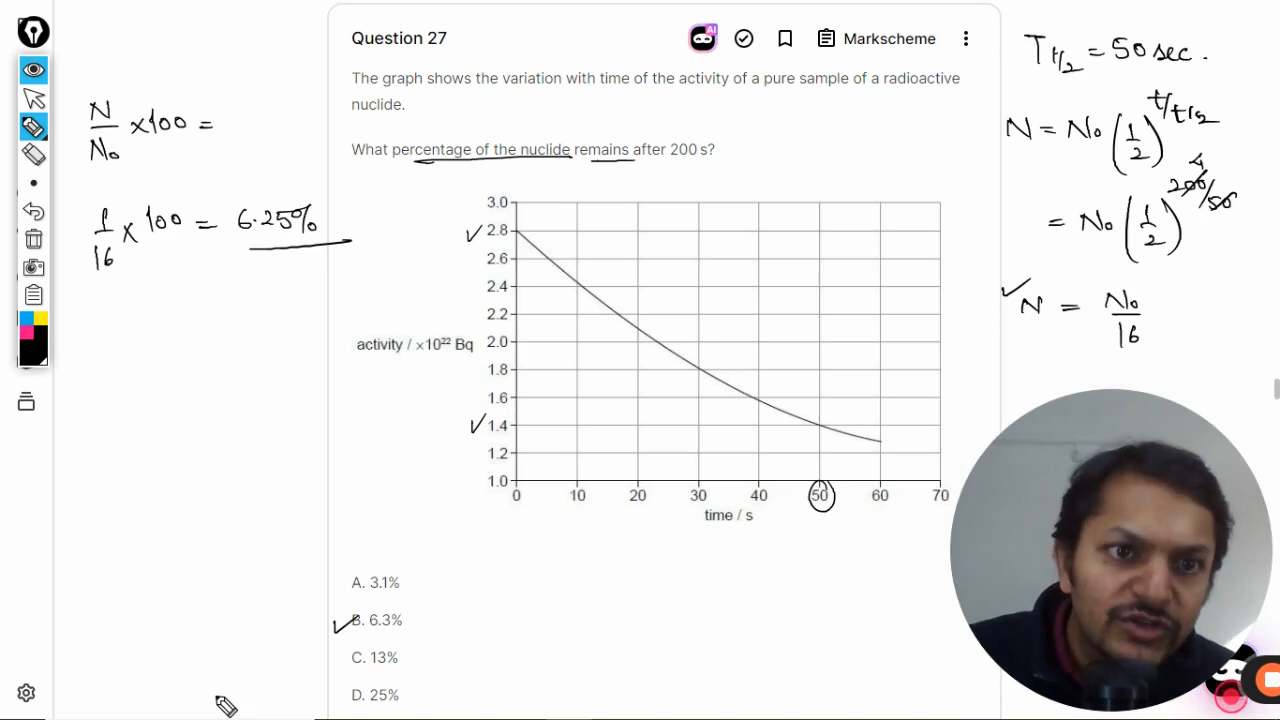 Question 27
AI
Markscheme
The graph shows the variation with time of the activity of a pure sample of a radioactive
nuclide.
What percentage of the nuclide remains after 200 s?
3.0
2.8
2.6
2.4
2.2
2.0
1.8
1.6
1.4
1.2
1.0
activity / ×10²² Bq
0 10 20 30 40 50 60 70
time / s
A. 3.1%
B. 6.3%
C. 13%
D. 25%
N/N₀ ×100 =
1/16 × 100 = 6.25%
T t1/2 = 50 sec.
N = N₀ (1/2)^t/t1/2
= N₀ (1/2)^200/50 4
N = N₀/16